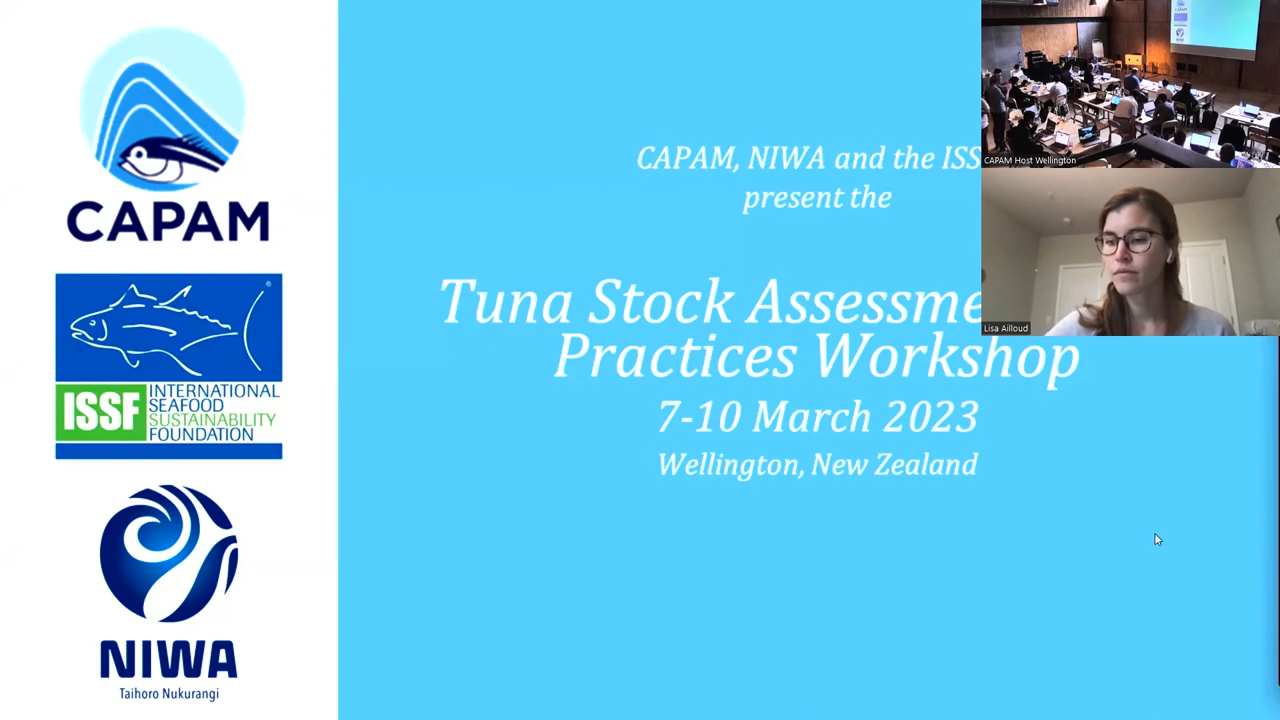 CAPAM
ISSF
INTERNATIONAL
SEAFOOD
SUSTAINABILITY
FOUNDATION
NIWA
Taihoro Nukurangi
CAPAM, NIWA and the ISS
present the
Tuna Stock Assessme
Practices Workshop
7-10 March 2023
Wellington, New Zealand
CAPAM Host Wellington
Lisa Ailloud